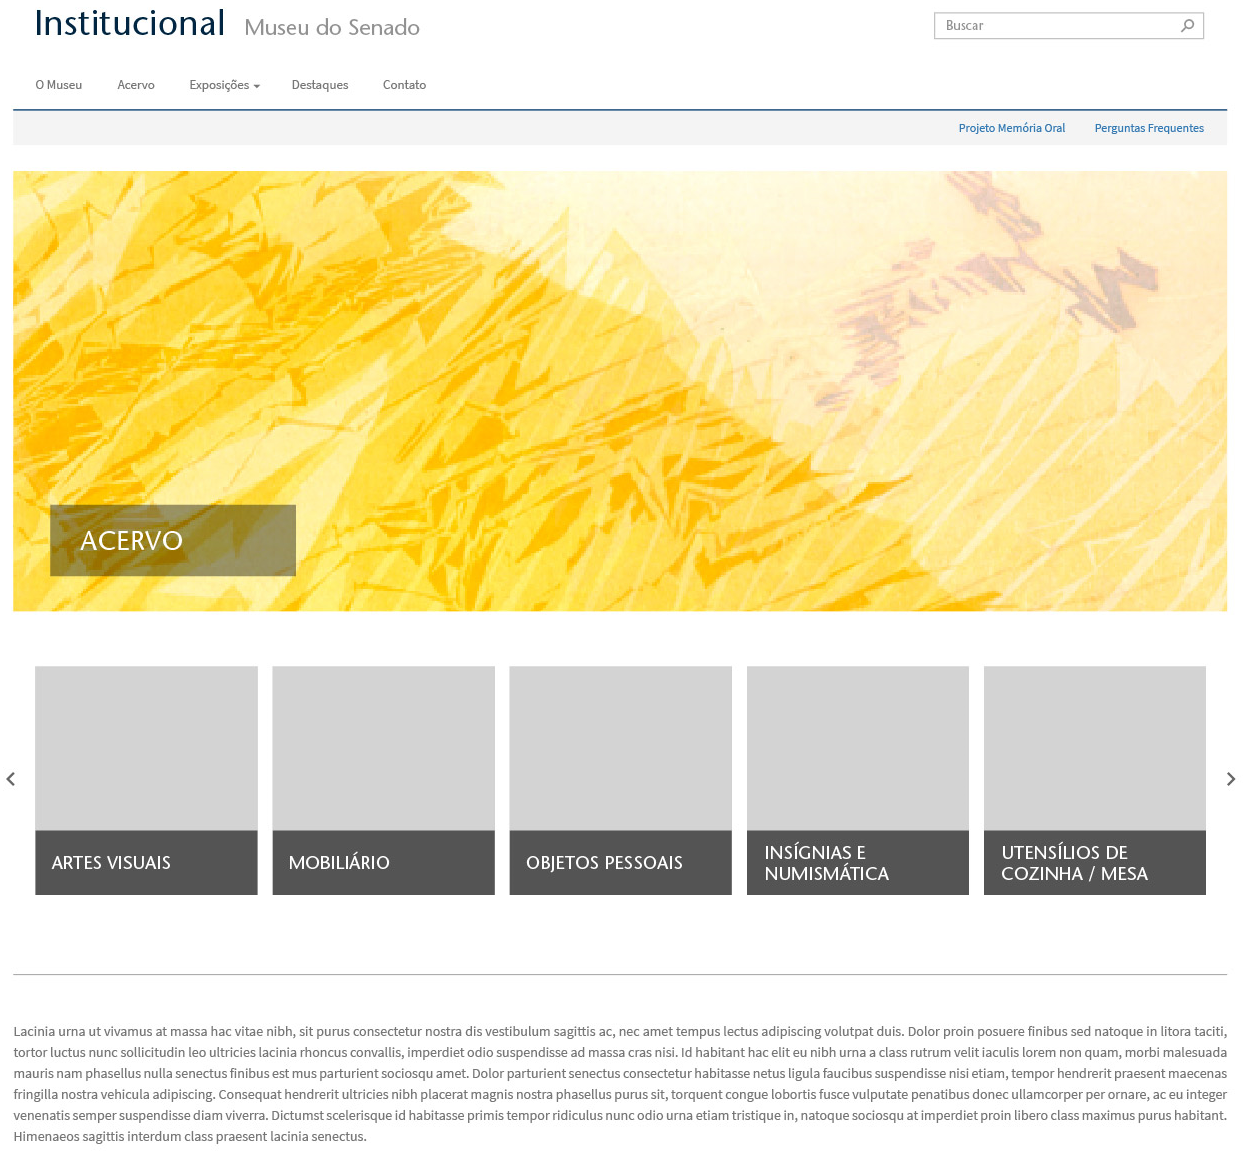 Institucional Museu do Senado
Buscar
O Museu Acervo Exposições Destaques Contato
Projeto Memória Oral Perguntas Frequentes
ACERVO
ARTES VISUAIS
MOBILIÁRIO
OBJETOS PESSOAIS
INSÍGNIAS E
NUMISMÁTICA
UTENSÍLIOS DE
COZINHA / MESA
Lacinia urna ut vivamus at massa hac vitae nibh, sit purus consectetur nostra dis vestibulum sagittis ac, nec amet tempus lectus adipiscing volutpat duis. Dolor proin posuere finibus sed natoque in litora taciti,
tortor luctus nunc sollicitudin leo ultricies lacinia rhoncus convallis, imperdiet odio suspendisse ad massa cras nisi. Id habitant hac elit eu nibh urna a class rutrum velit iaculis lorem non quam, morbi malesuada
mauris nam phasellus nulla senectus finibus est mus parturient sociosqu amet. Dolor parturient senectus consectetur habitasse netus ligula faucibus suspendisse nisi etiam, tempor hendrerit praesent maecenas
fringilla nostra vehicula adipiscing. Consequat hendrerit ultricies nibh placerat magnis nostra phasellus purus sit, torquent congue lobortis fusce vulputate penatibus donec ullamcorper per ornare, ac eu integer
venenatis semper suspendisse diam viverra. Dictumst scelerisque id habitasse primis tempor ridiculus nunc odio urna etiam tristique in, natoque sociosqu at imperdiet proin libero class maximus purus habitant.
Himenaeos sagittis interdum class praesent lacinia senectus.